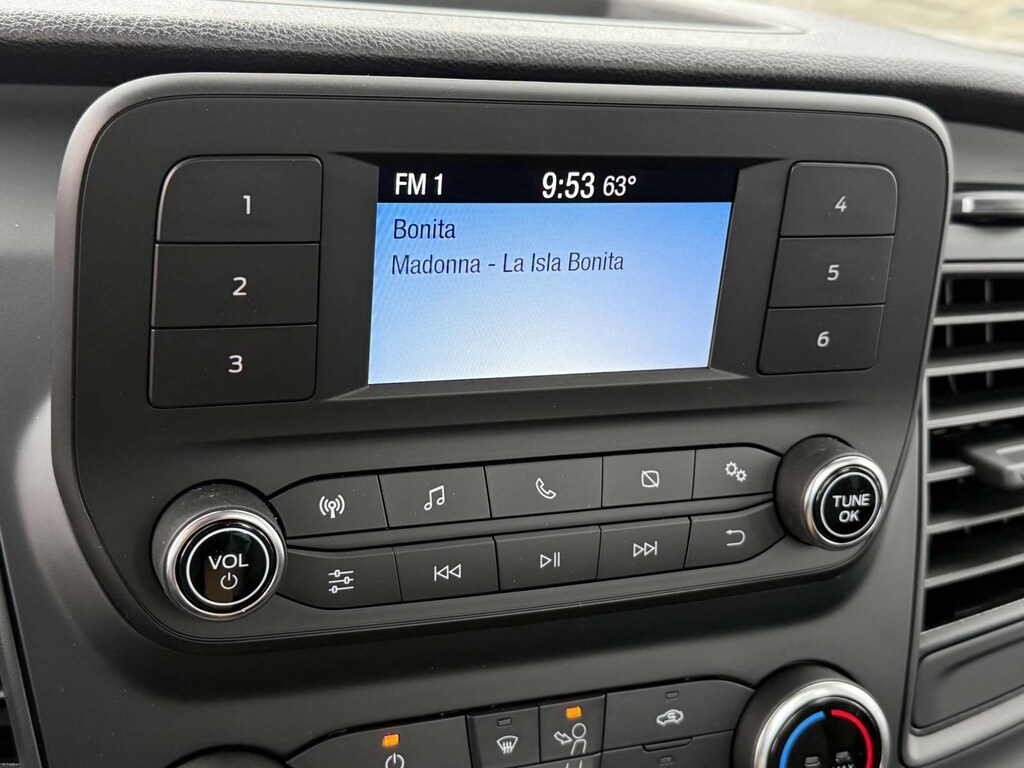 FM 1 9:53 63°
Bonita
Madonna - La Isla Bonita
1
2
3
4
5
6
VOL
TUNE
OK